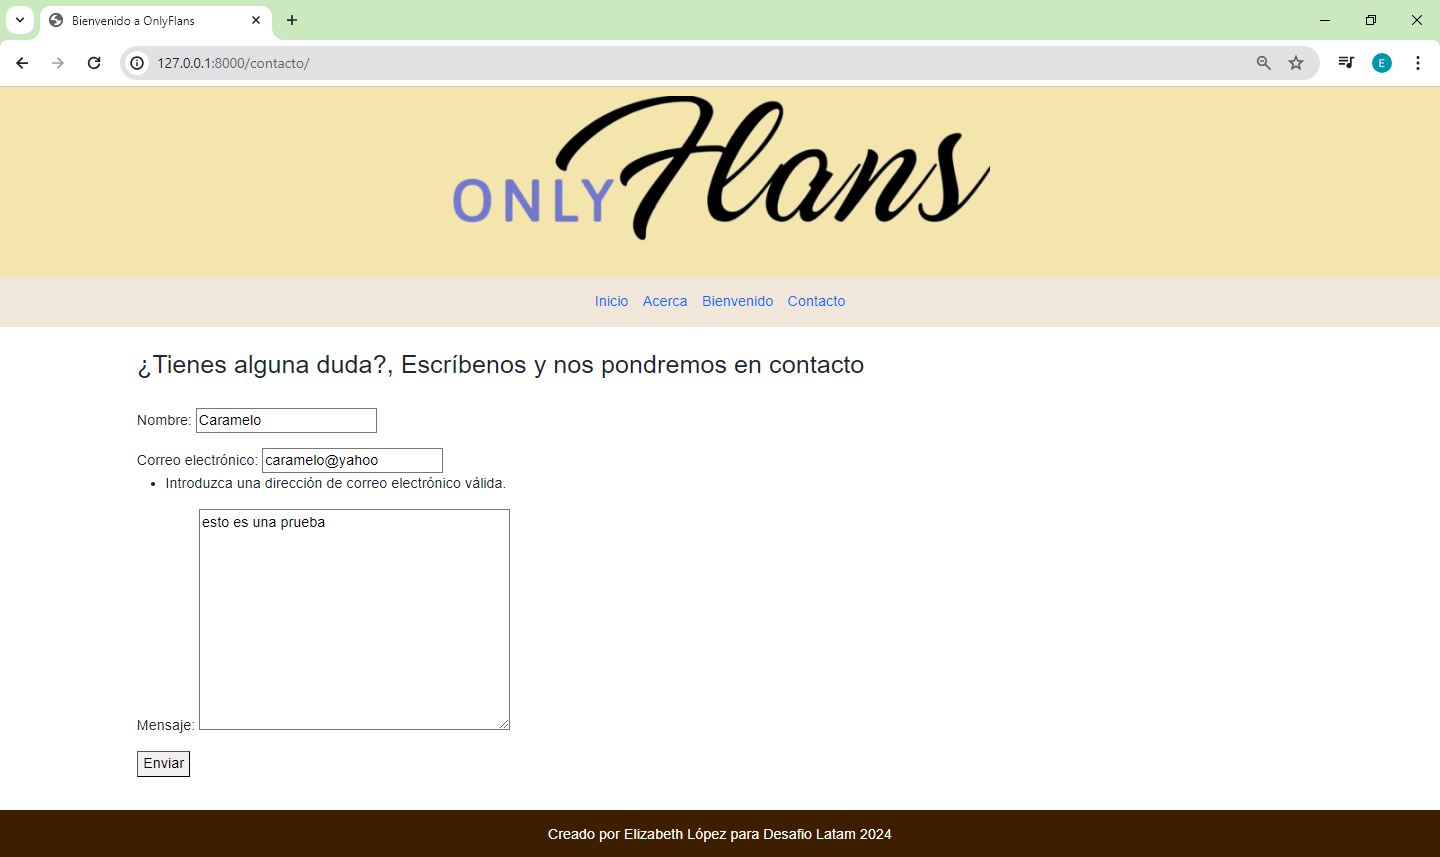 Bienvenido a OnlyFlans
127.0.0.1:8000/contacto/
E
ONLY Flans
Inicio Acerca Bienvenido Contacto
¿Tienes alguna duda?, Escríbenos y nos pondremos en contacto
Nombre: Caramelo
Correo electrónico: caramelo@yahoo
• Introduzca una dirección de correo electrónico válida.
esto es una prueba
Mensaje:
Enviar
Creado por Elizabeth López para Desafio Latam 2024